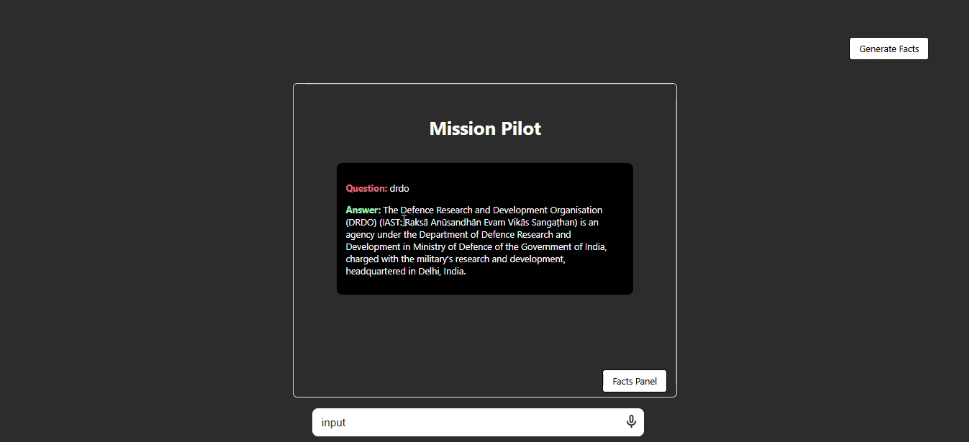 Generate Facts
Mission Pilot
Question: drdo
Answer: The Defence Research and Development Organisation
(DRDO) (IAST: Raksā Anūsandhān Evam Vikās Sangaṭhan) is an
agency under the Department of Defence Research and
Development in Ministry of Defence of the Government of India,
charged with the military's research and development,
headquartered in Delhi, India.
Facts Panel
input